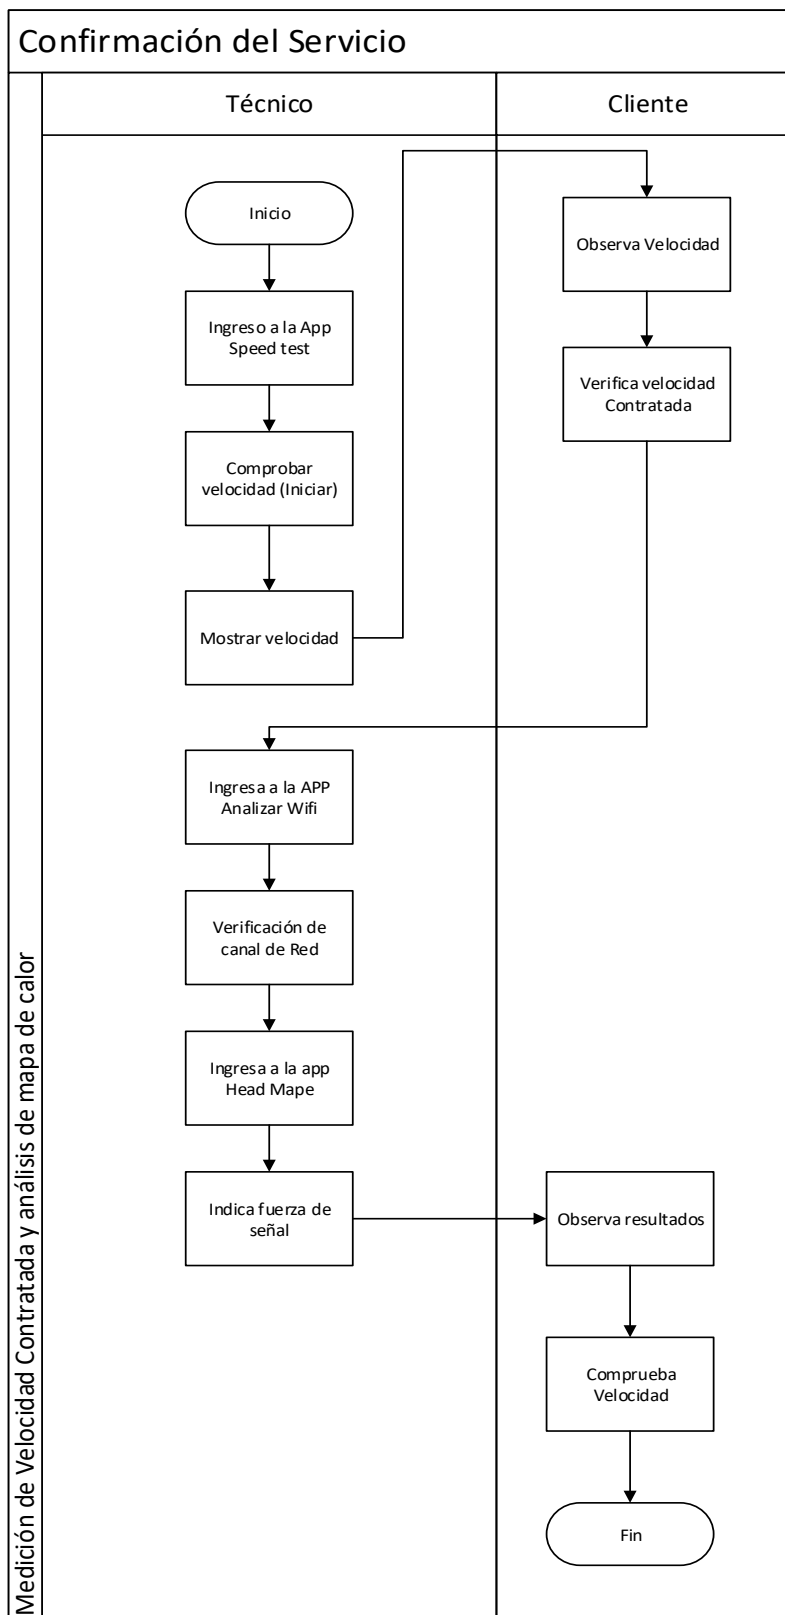 Confirmación del Servicio
Técnico
Cliente
Medición de Velocidad Contratada y análisis de mapa de calor
Inicio
Ingreso a la App
Speed test
Comprobar
velocidad (Iniciar)
Mostrar velocidad
Observa Velocidad
Verifica velocidad
Contratada
Ingresa a la APP
Analizar Wifi
Verificación de
canal de Red
Ingresa a la app
Head Mape
Indica fuerza de
señal
Observa resultados
Comprueba
Velocidad
Fin